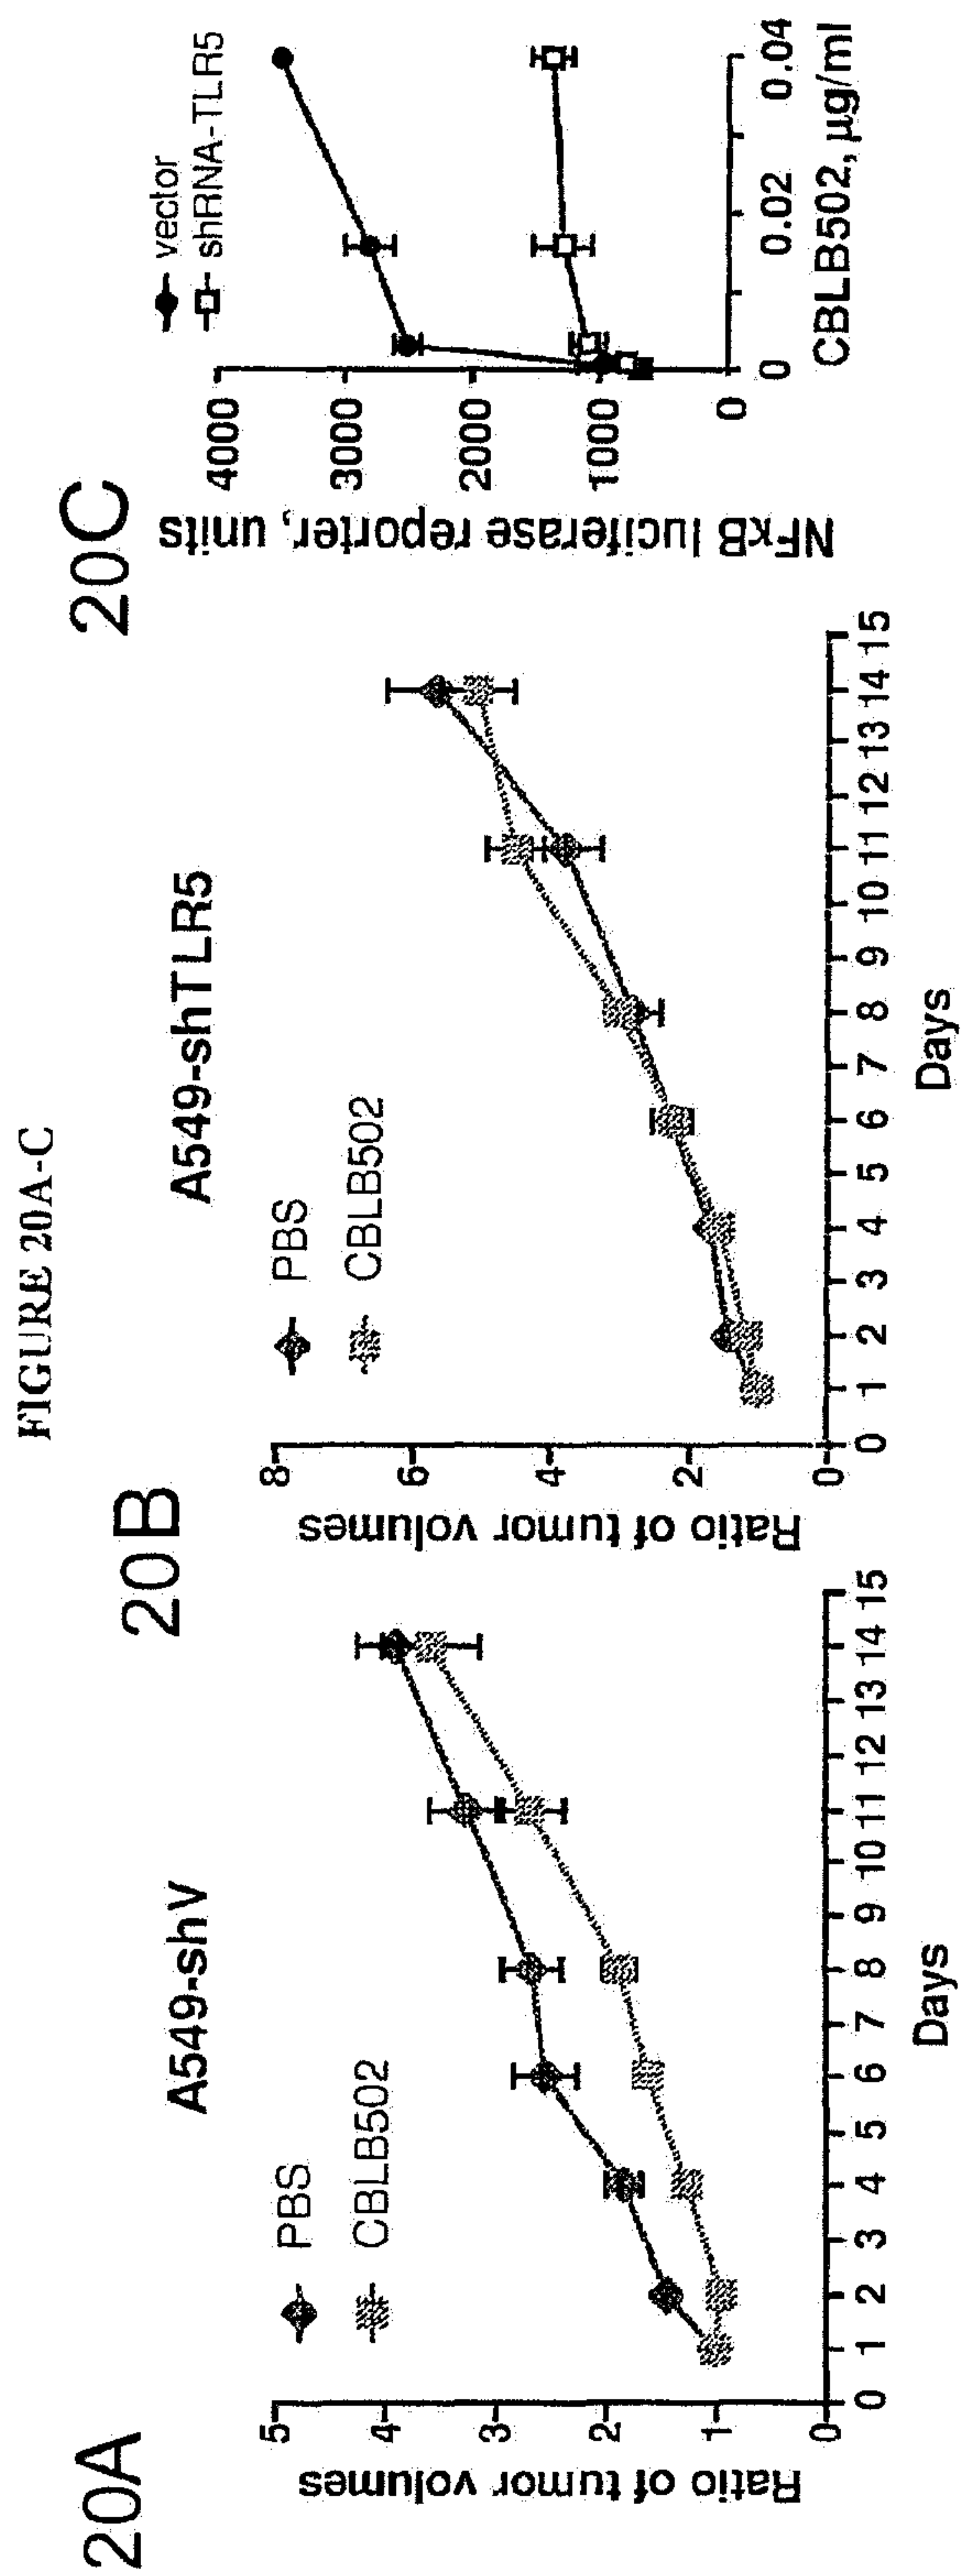 FIGURE 20A-C
20A
A549-shV
PBS
CBLB502
Ratio of tumor volumes
5
4
3
2
1
0
0 1 2 3 4 5 6 7 8 9 10 11 12 13 14 15
Days
20B
A549-shTLR5
PBS
CBLB502
Ratio of tumor volumes
8
6
4
2
0
0 1 2 3 4 5 6 7 8 9 10 11 12 13 14 15
Days
20C
vector
shRNA-TLR5
NFκB luciferase reporter, units
4000
3000
2000
1000
0
0 0.02 0.04
CBLB502, μg/ml